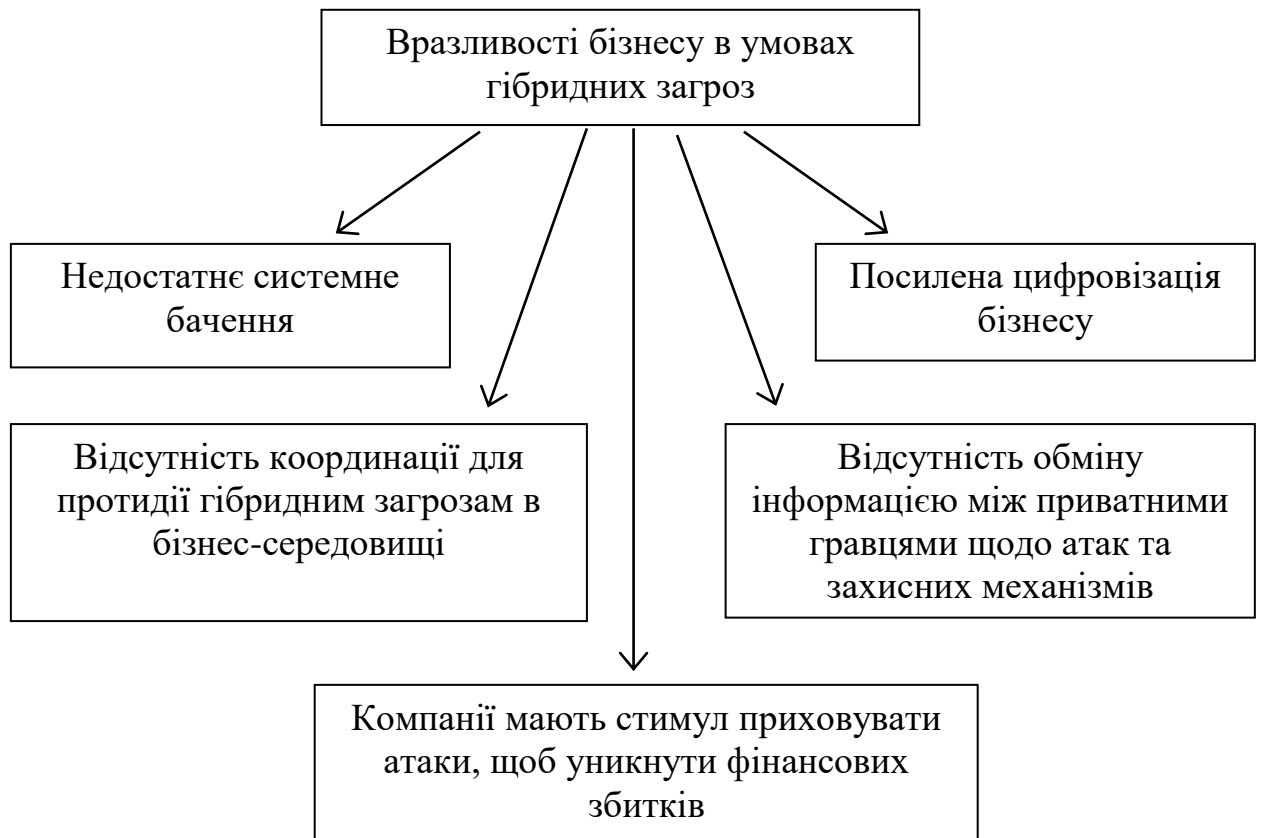 Вразливості бізнесу в умовах
гібридних загроз
Недостатнє системне
бачення
Посилена цифровізація
бізнесу
Відсутність координації для
протидії гібридним загрозам в
бізнес-середовищі
Відсутність обміну
інформацією між приватними
гравцями щодо атак та
захисних механізмів
Компанії мають стимул приховувати
атаки, щоб уникнути фінансових
збитків